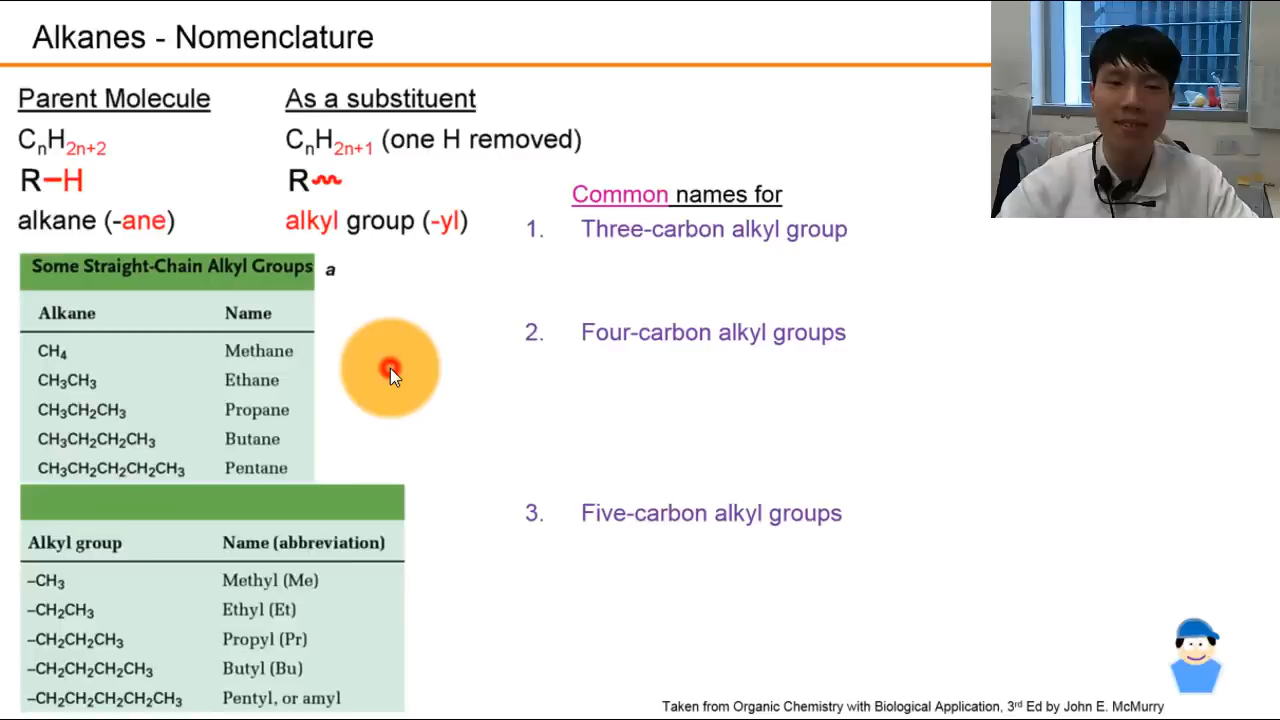 Alkanes - Nomenclature
Parent Molecule
CnH2n+2
R–H
alkane (-ane)
As a substituent
CnH2n+1 (one H removed)
R
alkyl group (-yl)
Some Straight-Chain Alkyl Groups a
Alkane Name
CH4 Methane
CH3CH3 Ethane
CH3CH2CH3 Propane
CH3CH2CH2CH3 Butane
CH3CH2CH2CH2CH3 Pentane
Alkyl group Name (abbreviation)
–CH3 Methyl (Me)
–CH2CH3 Ethyl (Et)
–CH2CH2CH3 Propyl (Pr)
–CH2CH2CH2CH3 Butyl (Bu)
–CH2CH2CH2CH2CH3 Pentyl, or amyl
Common names for
1. Three-carbon alkyl group
2. Four-carbon alkyl groups
3. Five-carbon alkyl groups
Taken from Organic Chemistry with Biological Application, 3rd Ed by John E. McMurry